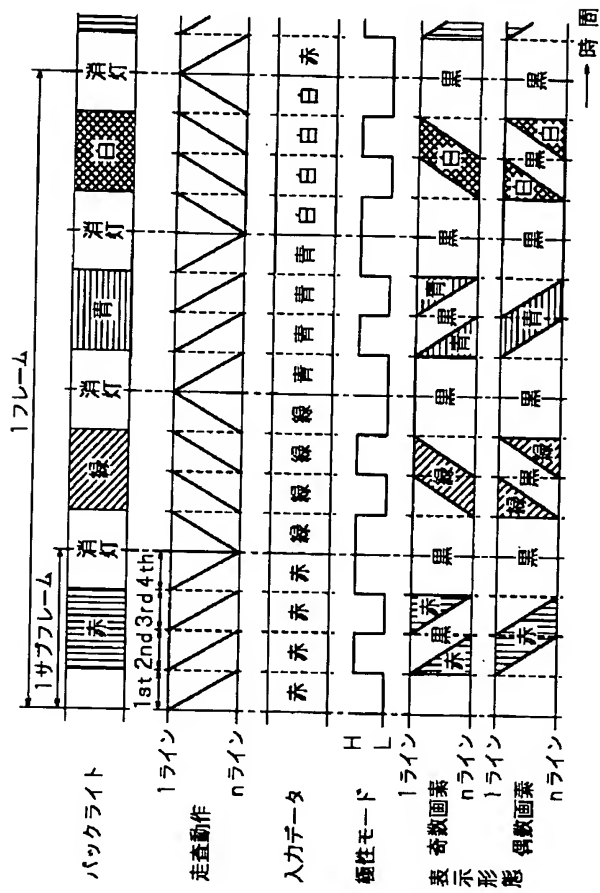 1フレーム
1サブフレーム
バックライト 赤 消灯 緑 消灯 青 消灯 白 消灯
1st 2nd 3rd 4th
1ライン
走査動作
nライン
入力データ 赤 赤 赤 赤 緑 緑 緑 緑 青 青 青 青 白 白 白 白 赤
H
極性モード
L
1ライン
奇数画素 赤 黒 赤 黒 緑 黒 青 黒 青 黒 白 黒
nライン
表示形態
1ライン
偶数画素 赤 黒 緑 黒 緑 黒 青 黒 白 黒 白 黒
nライン
→時間